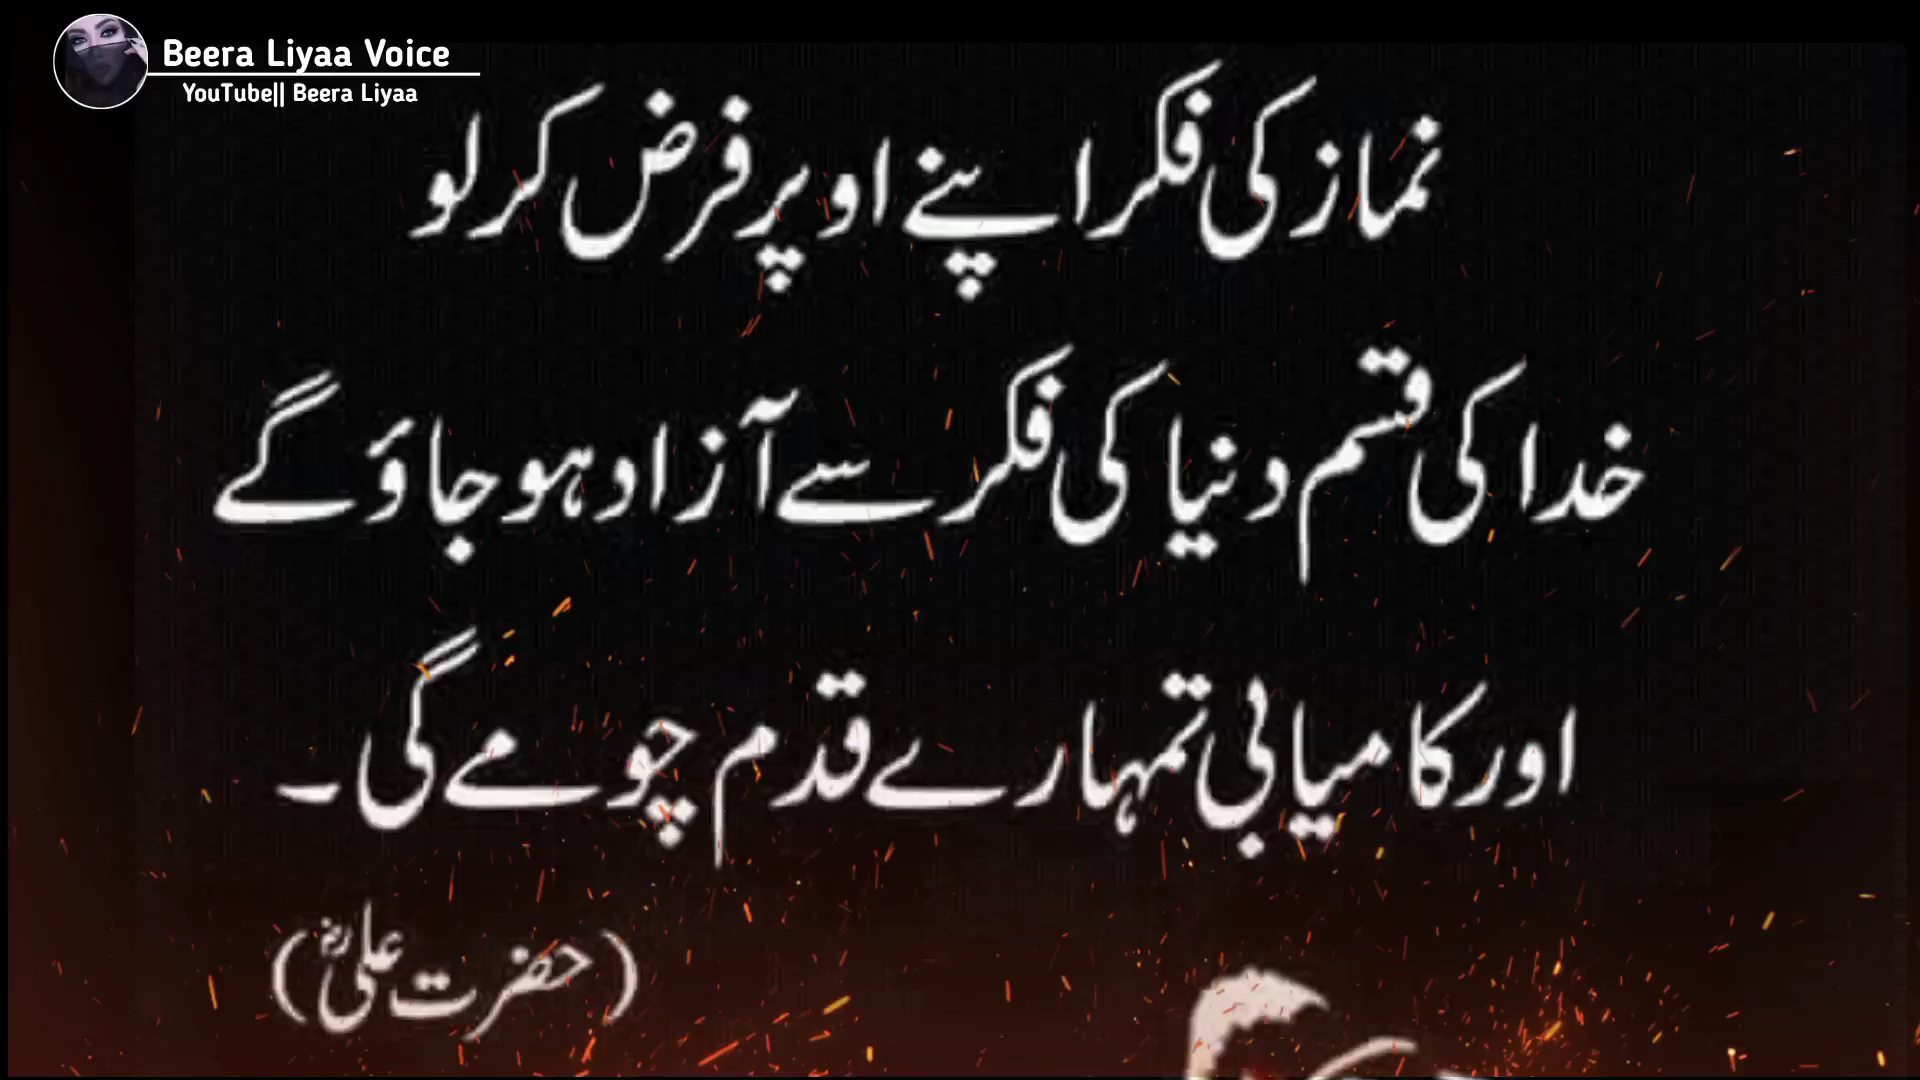 Beera Liyaa Voice
YouTube|| Beera Liyaa
نماز کی فکر اپنے اوپر فرض کر لو
خدا کی قسم دنیا کی فکر سے آزاد ہو جاؤ گے
اور کامیابی تمہارے قدم چومے گی۔
(حضرت علیؓ)